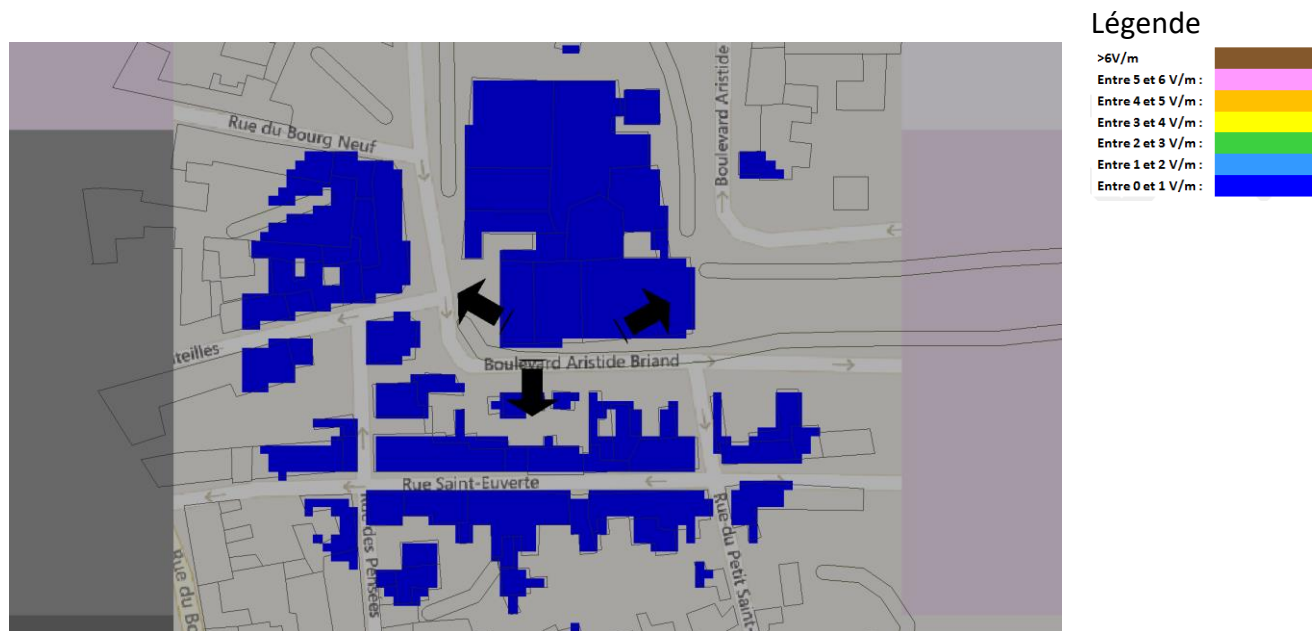 Légende
>6V/m
Entre 5 et 6 V/m :
Entre 4 et 5 V/m :
Entre 3 et 4 V/m :
Entre 2 et 3 V/m :
Entre 1 et 2 V/m :
Entre 0 et 1 V/m :
Rue du Bourg Neuf
Boulevard Aristide
teilles
Boulevard Aristide Briand
Rue Saint-Euverte
Rue des Pensées
Rue du Petit Saint-
Rue du Bo